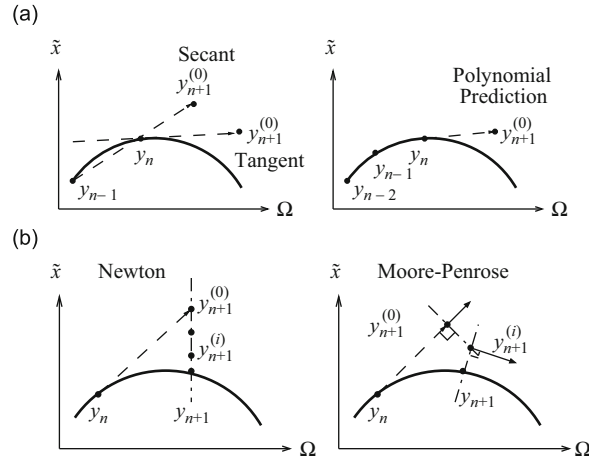 (a)
x̃
Secant
y_{n+1}^{(0)}
y_{n+1}^{(0)}
y_n
Tangent
y_{n-1}
Ω
x̃
Polynomial
Prediction
y_{n+1}^{(0)}
y_n
y_{n-1}
y_{n-2}
Ω
(b)
x̃
Newton
y_{n+1}^{(0)}
y_{n+1}^{(i)}
y_n
y_{n+1}
Ω
x̃
Moore-Penrose
y_{n+1}^{(0)}
y_{n+1}^{(i)}
y_n
y_{n+1}
Ω